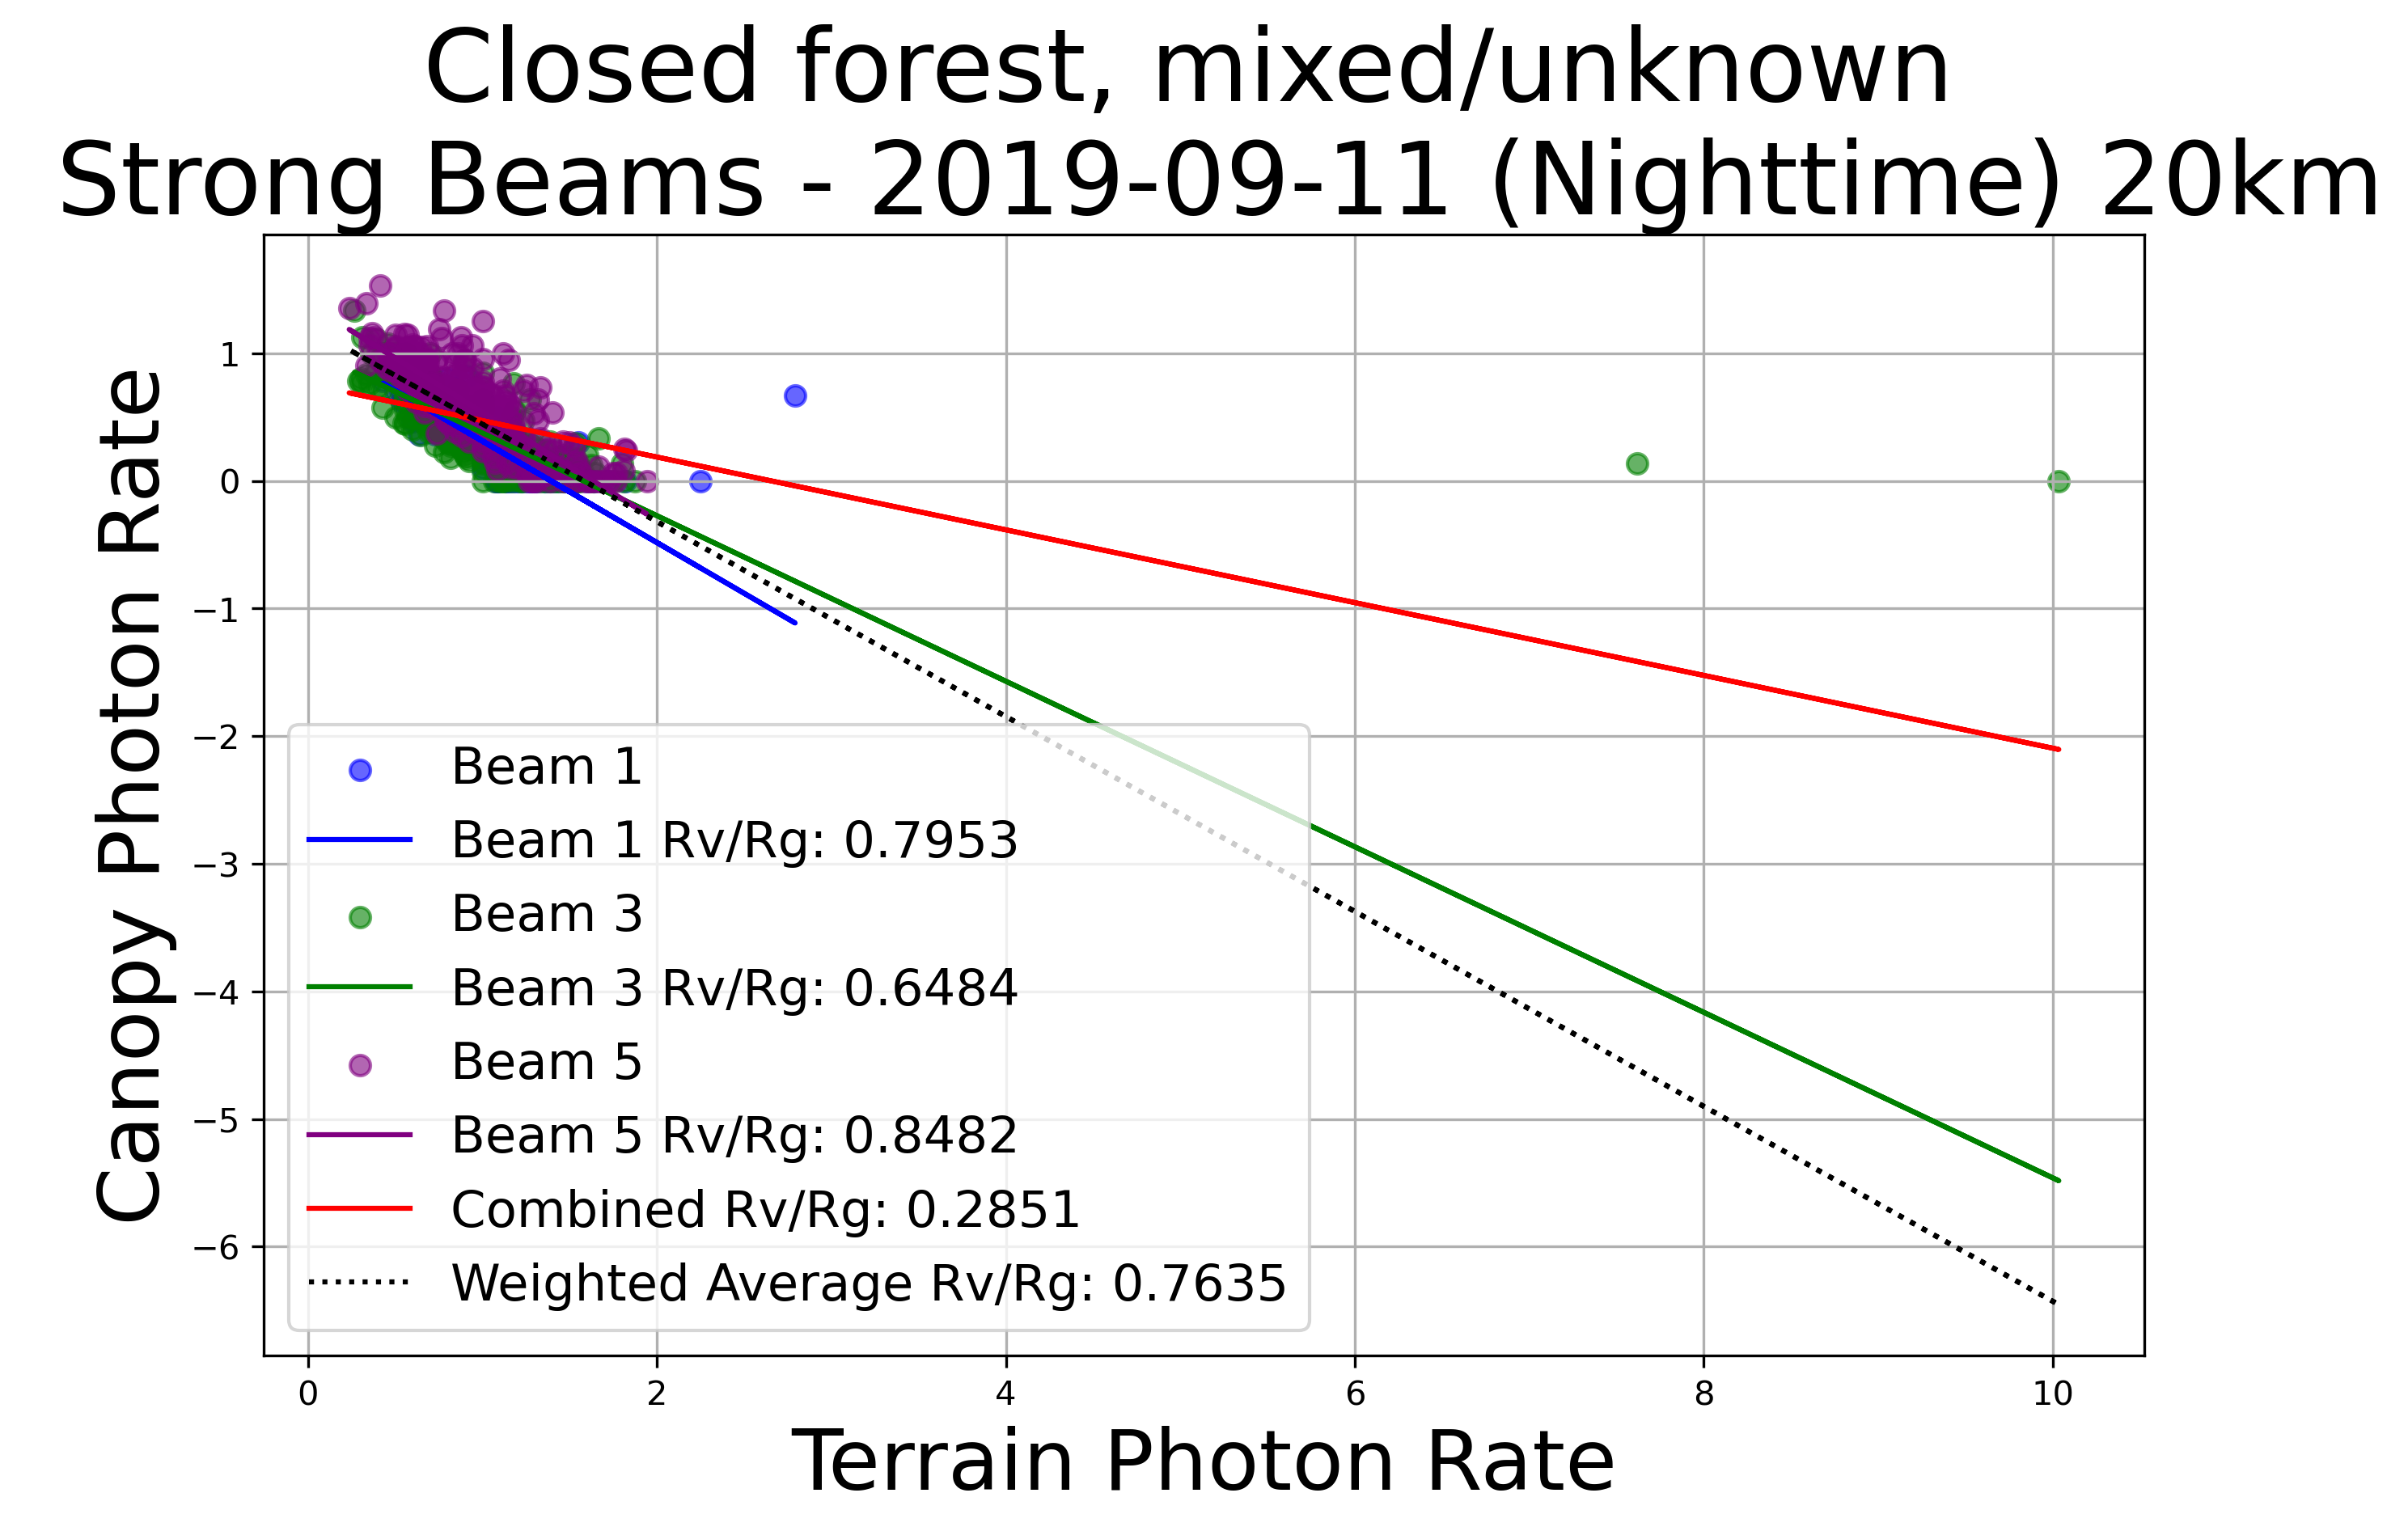 Closed forest, mixed/unknown
Strong Beams - 2019-09-11 (Nighttime) 20km
Canopy Photon Rate
1
0
−1
−2
−3
−4
−5
−6
Beam 1
Beam 1 Rv/Rg: 0.7953
Beam 3
Beam 3 Rv/Rg: 0.6484
Beam 5
Beam 5 Rv/Rg: 0.8482
Combined Rv/Rg: 0.2851
Weighted Average Rv/Rg: 0.7635
0 2 4 6 8 10
Terrain Photon Rate